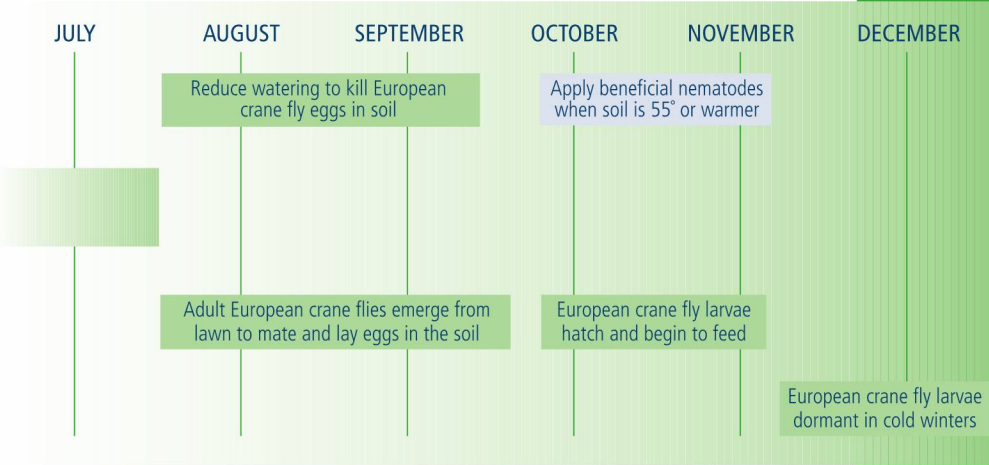 JULY AUGUST SEPTEMBER OCTOBER NOVEMBER DECEMBER
Reduce watering to kill European
crane fly eggs in soil
Apply beneficial nematodes
when soil is 55° or warmer
Adult European crane flies emerge from
lawn to mate and lay eggs in the soil
European crane fly larvae
hatch and begin to feed
European crane fly larvae
dormant in cold winters